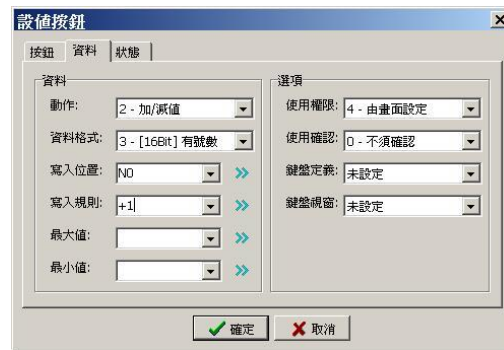 設值按鈕
按鈕 資料 狀態
資料
動作: 2 - 加/減值
資料格式: 3 - [16Bit] 有號數
寫入位置: N0
寫入規則: +1
最大值:
最小值:
選項
使用權限: 4 - 由畫面設定
使用確認: 0 - 不須確認
鍵盤定義: 未設定
鍵盤視窗: 未設定
確定 取消